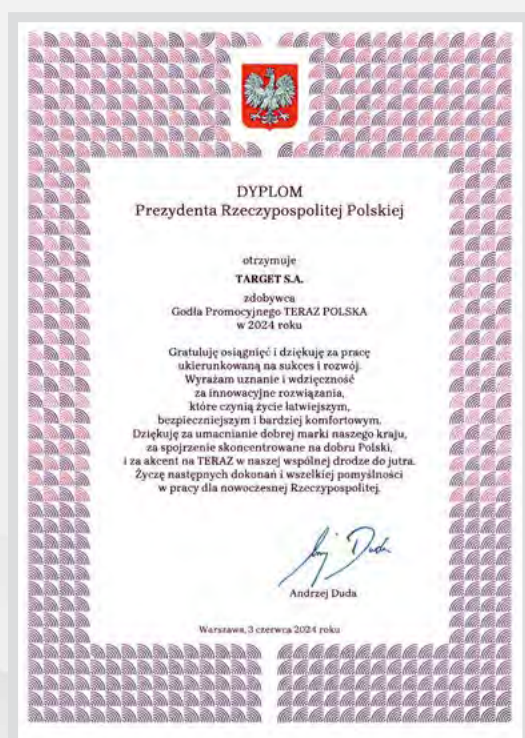 DYPLOM
Prezydenta Rzeczypospolitej Polskiej
otrzymuje
TARGET S.A.
zdobywca
Godła Promocyjnego TERAZ POLSKA
w 2024 roku
Gratuluję osiągnięć i dziękuję za pracę
ukierunkowaną na sukces i rozwój.
Wyrażam uznanie i wdzięczność
za innowacyjne rozwiązania,
które czynią życie łatwiejszym,
bezpieczniejszym i bardziej komfortowym.
Dziękuję za umacnianie dobrej marki naszego kraju,
za spojrzenie skoncentrowane na dobru Polski,
i za akcent na TERAZ w naszej wspólnej drodze do jutra.
Życzę następnych dokonań i wszelkiej pomyślności
w pracy dla nowoczesnej Rzeczypospolitej.
Andrzej Duda
Andrzej Duda
Warszawa, 3 czerwca 2024 roku